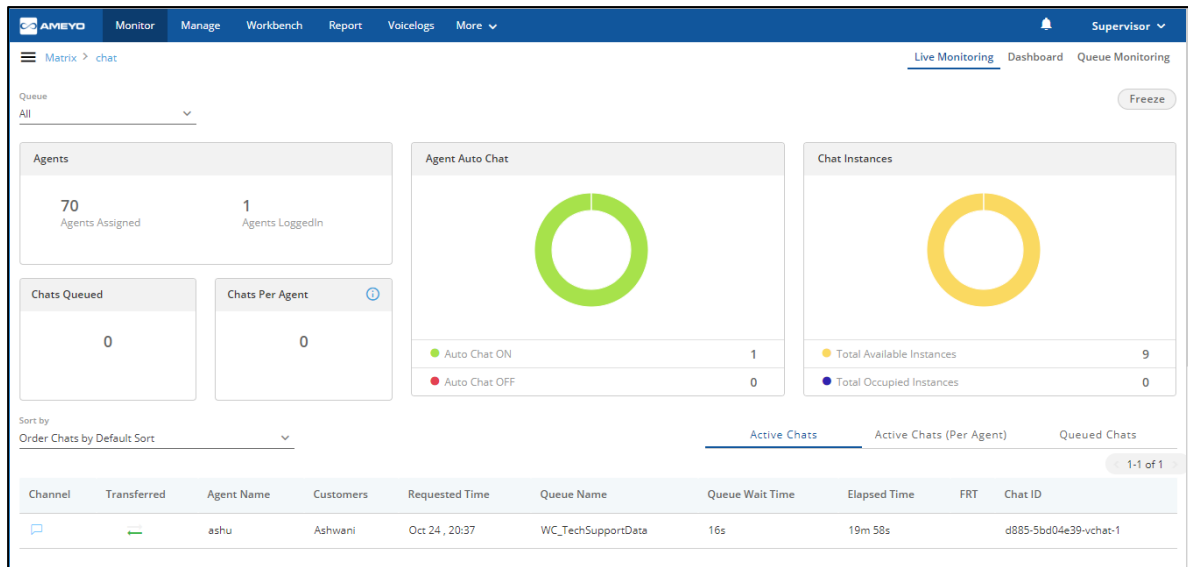 AMEYO Monitor Manage Workbench Report Voicelogs More Supervisor
Matrix > chat Live Monitoring Dashboard Queue Monitoring
Queue
All Freeze
Agents Agent Auto Chat Chat Instances
70 1
Agents Assigned Agents LoggedIn
Chats Queued Chats Per Agent
0 0
Auto Chat ON 1 Total Available Instances 9
Auto Chat OFF 0 Total Occupied Instances 0
Sort by
Order Chats by Default Sort Active Chats Active Chats (Per Agent) Queued Chats
1-1 of 1
Channel Transferred Agent Name Customers Requested Time Queue Name Queue Wait Time Elapsed Time FRT Chat ID
ashu Ashwani Oct 24 , 20:37 WC_TechSupportData 16s 19m 58s d885-5bd04e39-vchat-1